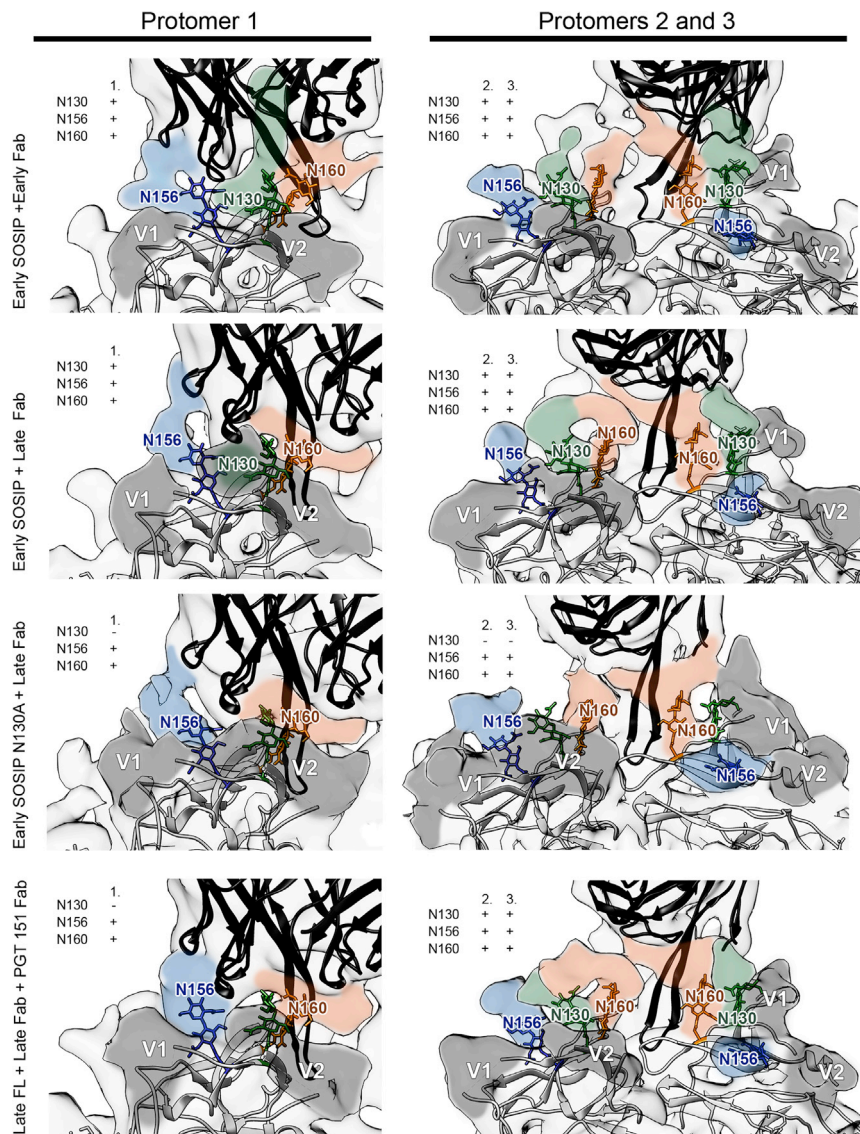 Protomer 1
Protomers 2 and 3
Early SOSIP +Early Fab
1.
N130 +
N156 +
N160 +
N156
N130
N160
V1
V2
2. 3.
N130 + +
N156 + +
N160 + +
N156
N130
N160
N130
V1
N156
V1
V2
Early SOSIP + Late Fab
1.
N130 +
N156 +
N160 +
N156
N130
N160
V1
V2
2. 3.
N130 + +
N156 + +
N160 + +
N156
N130
N160
N160
N130
V1
N156
V1
V2
Early SOSIP N130A + Late Fab
1.
N130 -
N156 +
N160 +
N156
N160
V1
V2
2. 3.
N130 - -
N156 + +
N160 + +
N156
N160
N160
V1
V1
V2
N156
V2
Late FL + Late Fab + PGT 151 Fab
1.
N130 -
N156 +
N160 +
N156
N160
V1
V2
2. 3.
N130 + +
N156 + +
N160 + +
N156
N130
N160
N160
N130
V1
V1
V2
N156
V2